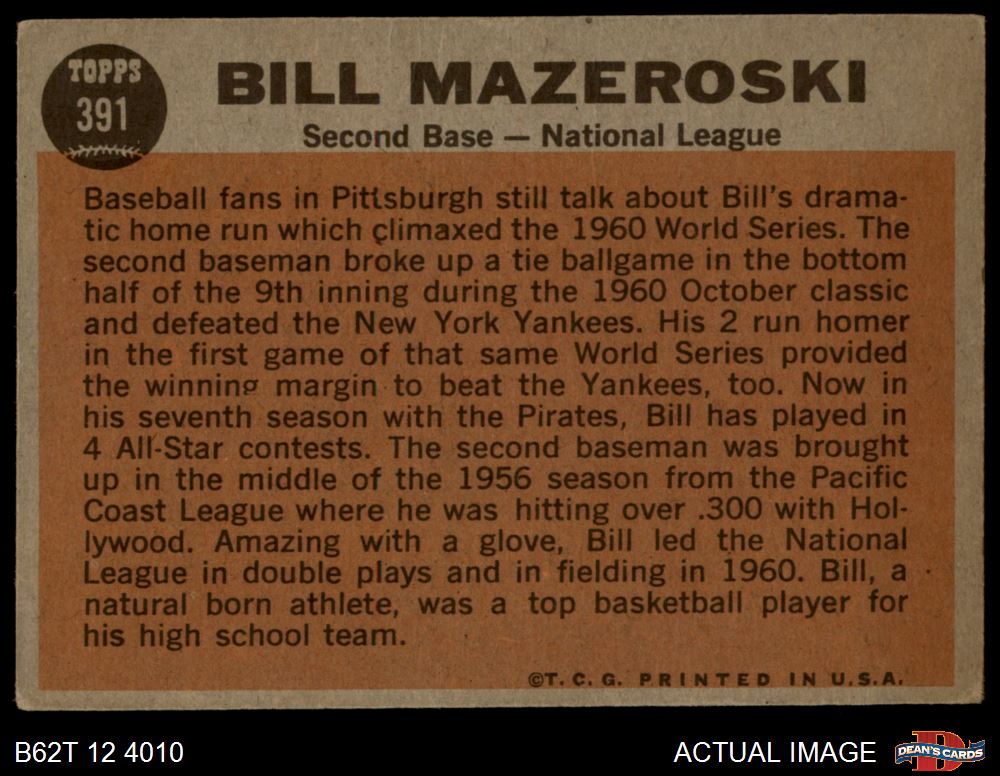 TOPPS
391
BILL MAZEROSKI
Second Base — National League
Baseball fans in Pittsburgh still talk about Bill's drama-
tic home run which climaxed the 1960 World Series. The
second baseman broke up a tie ballgame in the bottom
half of the 9th inning during the 1960 October classic
and defeated the New York Yankees. His 2 run homer
in the first game of that same World Series provided
the winning margin to beat the Yankees, too. Now in
his seventh season with the Pirates, Bill has played in
4 All-Star contests. The second baseman was brought
up in the middle of the 1956 season from the Pacific
Coast League where he was hitting over .300 with Hol-
lywood. Amazing with a glove, Bill led the National
League in double plays and in fielding in 1960. Bill, a
natural born athlete, was a top basketball player for
his high school team.
©T. C. G. PRINTED IN U.S.A.
B62T 12 4010
ACTUAL IMAGE
D
DEAN'S CARDS